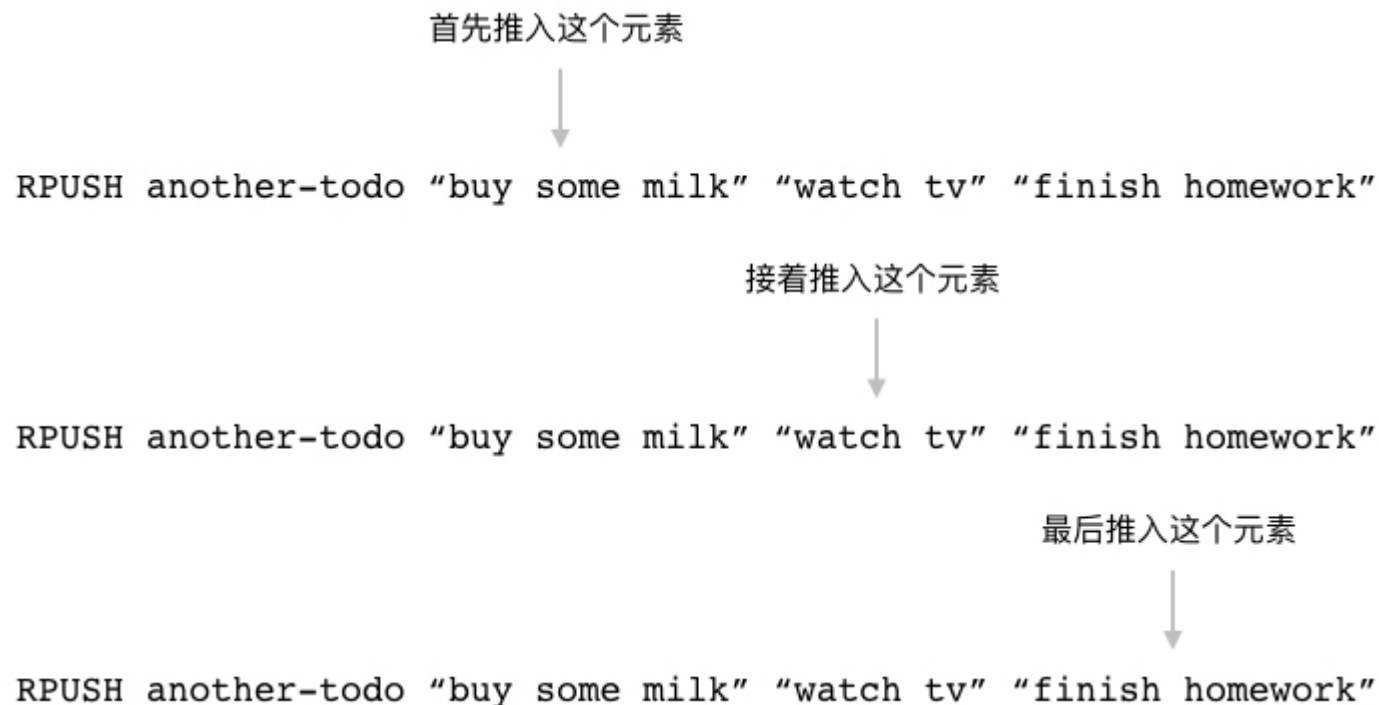 首先推入这个元素
RPUSH another-todo “buy some milk” “watch tv” “finish homework”
接着推入这个元素
RPUSH another-todo “buy some milk” “watch tv” “finish homework”
最后推入这个元素
RPUSH another-todo “buy some milk” “watch tv” “finish homework”